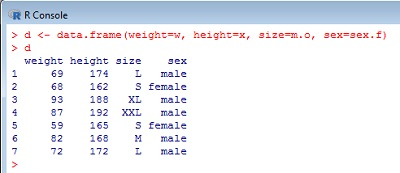 R Console
> d <- data.frame(weight=w, height=x, size=m.o, sex=sex.f)
> d
  weight height size    sex
1     69    174    L   male
2     68    162    S female
3     93    188   XL   male
4     87    192  XXL   male
5     59    165    S female
6     82    168    M   male
7     72    172    L   male
>